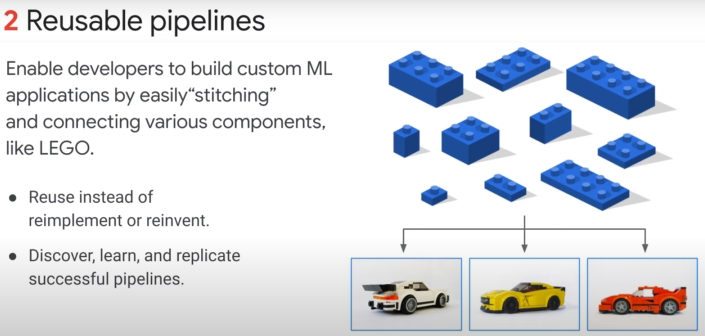 2 Reusable pipelines
Enable developers to build custom ML
applications by easily“stitching”
and connecting various components,
like LEGO.
● Reuse instead of
reimplement or reinvent.
● Discover, learn, and replicate
successful pipelines.